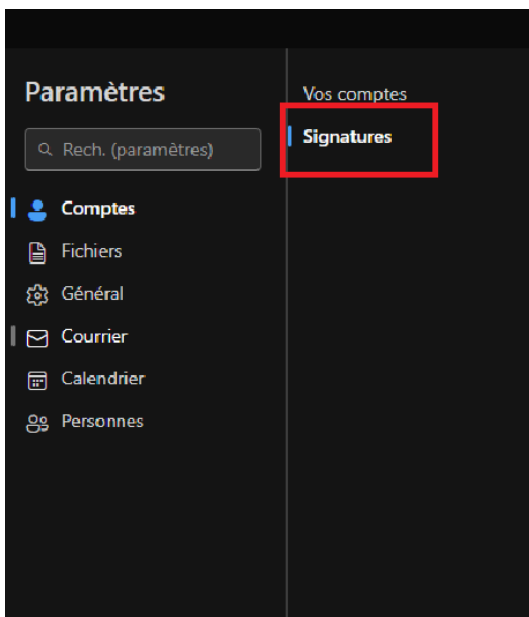 Paramètres
Rech. (paramètres)
Comptes
Fichiers
Général
Courrier
Calendrier
Personnes
Vos comptes
Signatures